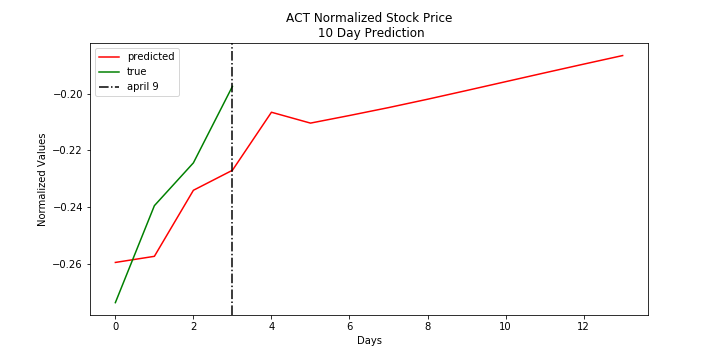 ACT Normalized Stock Price
10 Day Prediction
predicted
true
april 9
Normalized Values
−0.20
−0.22
−0.24
−0.26
0 2 4 6 8 10 12
Days